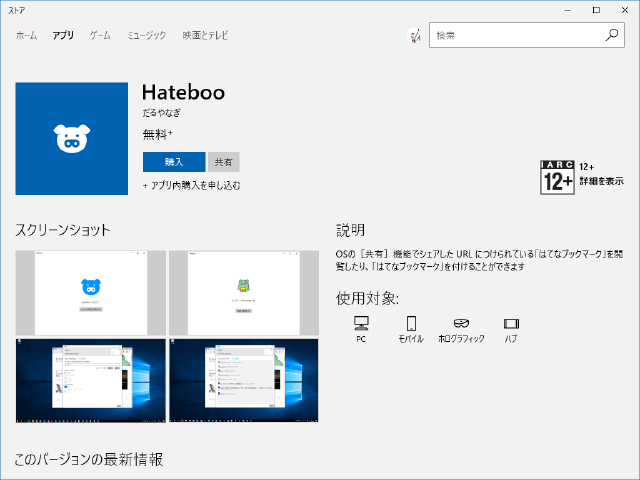 ストア
ホーム アプリ ゲーム ミュージック 映画とテレビ
検索
Hateboo
だるやなぎ
無料+
購入 共有
+ アプリ内購入を申し込む
IARC
12+
12+
詳細を表示
スクリーンショット
説明
OSの［共有］機能でシェアした URL につけられている「はてなブックマーク」を閲
覧したり、「はてなブックマーク」を付けることができます
使用対象:
PC モバイル ホログラフィック ハブ
このバージョンの最新情報